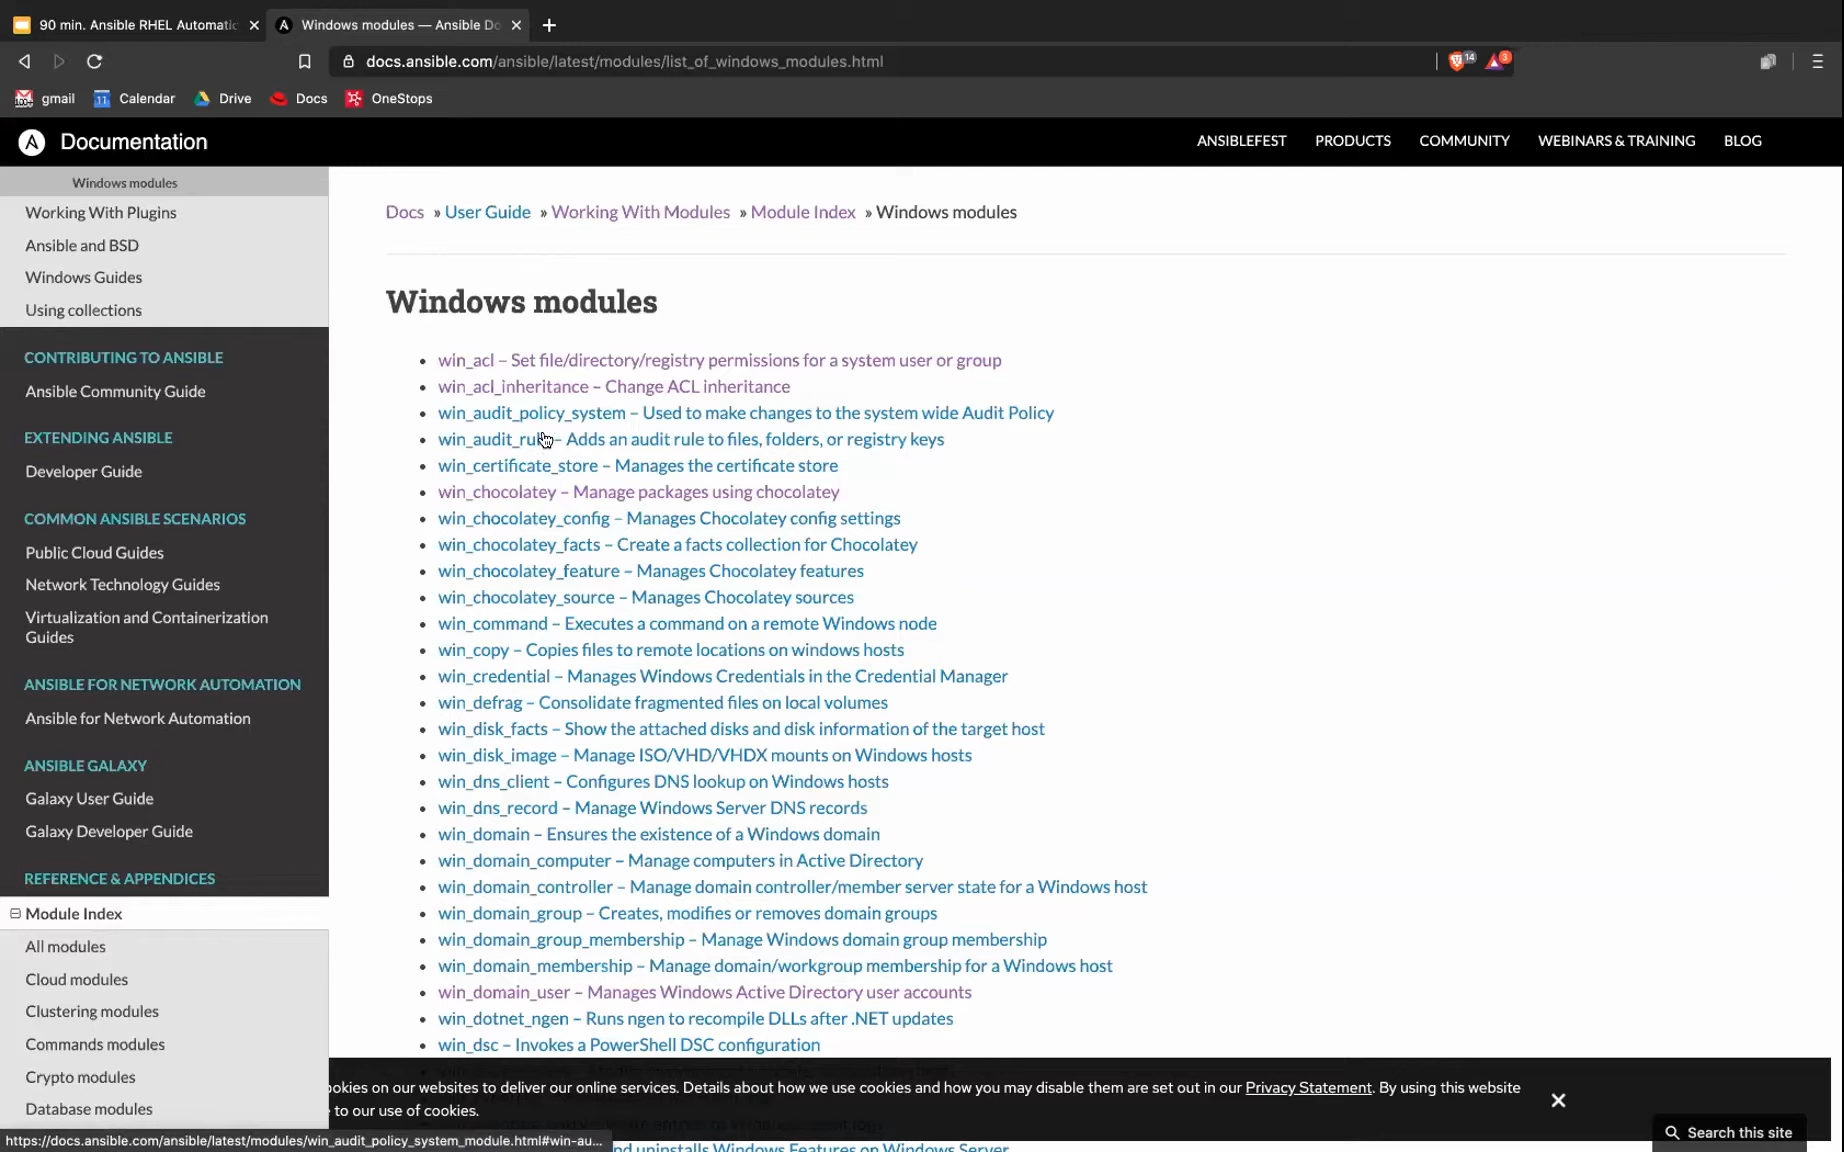 90 min. Ansible RHEL Automatic
Windows modules — Ansible Do
docs.ansible.com/ansible/latest/modules/list_of_windows_modules.html
14
3
gmail
Calendar
Drive
Docs
OneStops
Documentation
ANSIBLEFEST
PRODUCTS
COMMUNITY
WEBINARS & TRAINING
BLOG
Windows modules
Working With Plugins
Ansible and BSD
Windows Guides
Using collections
CONTRIBUTING TO ANSIBLE
Ansible Community Guide
EXTENDING ANSIBLE
Developer Guide
COMMON ANSIBLE SCENARIOS
Public Cloud Guides
Network Technology Guides
Virtualization and Containerization
Guides
ANSIBLE FOR NETWORK AUTOMATION
Ansible for Network Automation
ANSIBLE GALAXY
Galaxy User Guide
Galaxy Developer Guide
REFERENCE & APPENDICES
Module Index
All modules
Cloud modules
Clustering modules
Commands modules
Crypto modules
Database modules
Docs » User Guide » Working With Modules » Module Index » Windows modules
Windows modules
win_acl – Set file/directory/registry permissions for a system user or group
win_acl_inheritance – Change ACL inheritance
win_audit_policy_system – Used to make changes to the system wide Audit Policy
win_audit_rule – Adds an audit rule to files, folders, or registry keys
win_certificate_store – Manages the certificate store
win_chocolatey – Manage packages using chocolatey
win_chocolatey_config – Manages Chocolatey config settings
win_chocolatey_facts – Create a facts collection for Chocolatey
win_chocolatey_feature – Manages Chocolatey features
win_chocolatey_source – Manages Chocolatey sources
win_command – Executes a command on a remote Windows node
win_copy – Copies files to remote locations on windows hosts
win_credential – Manages Windows Credentials in the Credential Manager
win_defrag – Consolidate fragmented files on local volumes
win_disk_facts – Show the attached disks and disk information of the target host
win_disk_image – Manage ISO/VHD/VHDX mounts on Windows hosts
win_dns_client – Configures DNS lookup on Windows hosts
win_dns_record – Manage Windows Server DNS records
win_domain – Ensures the existence of a Windows domain
win_domain_computer – Manage computers in Active Directory
win_domain_controller – Manage domain controller/member server state for a Windows host
win_domain_group – Creates, modifies or removes domain groups
win_domain_group_membership – Manage Windows domain group membership
win_domain_membership – Manage domain/workgroup membership for a Windows host
win_domain_user – Manages Windows Active Directory user accounts
win_dotnet_ngen – Runs ngen to recompile DLLs after .NET updates
win_dsc – Invokes a PowerShell DSC configuration
ookies on our websites to deliver our online services. Details about how we use cookies and how you may disable them are set out in our Privacy Statement. By using this website
to our use of cookies.
https://docs.ansible.com/ansible/latest/modules/win_audit_policy_system_module.html#win-au...
nd uninstalls Windows Features on Windows Server
Search this site